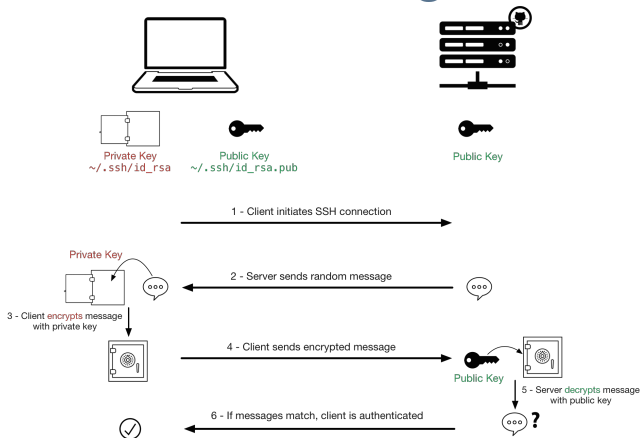 Private Key
~/.ssh/id_rsa
Public Key
~/.ssh/id_rsa.pub
Public Key
1 - Client initiates SSH connection
Private Key
2 - Server sends random message
3 - Client encrypts message
with private key
4 - Client sends encrypted message
Public Key
5 - Server decrypts message
with public key
6 - If messages match, client is authenticated
?